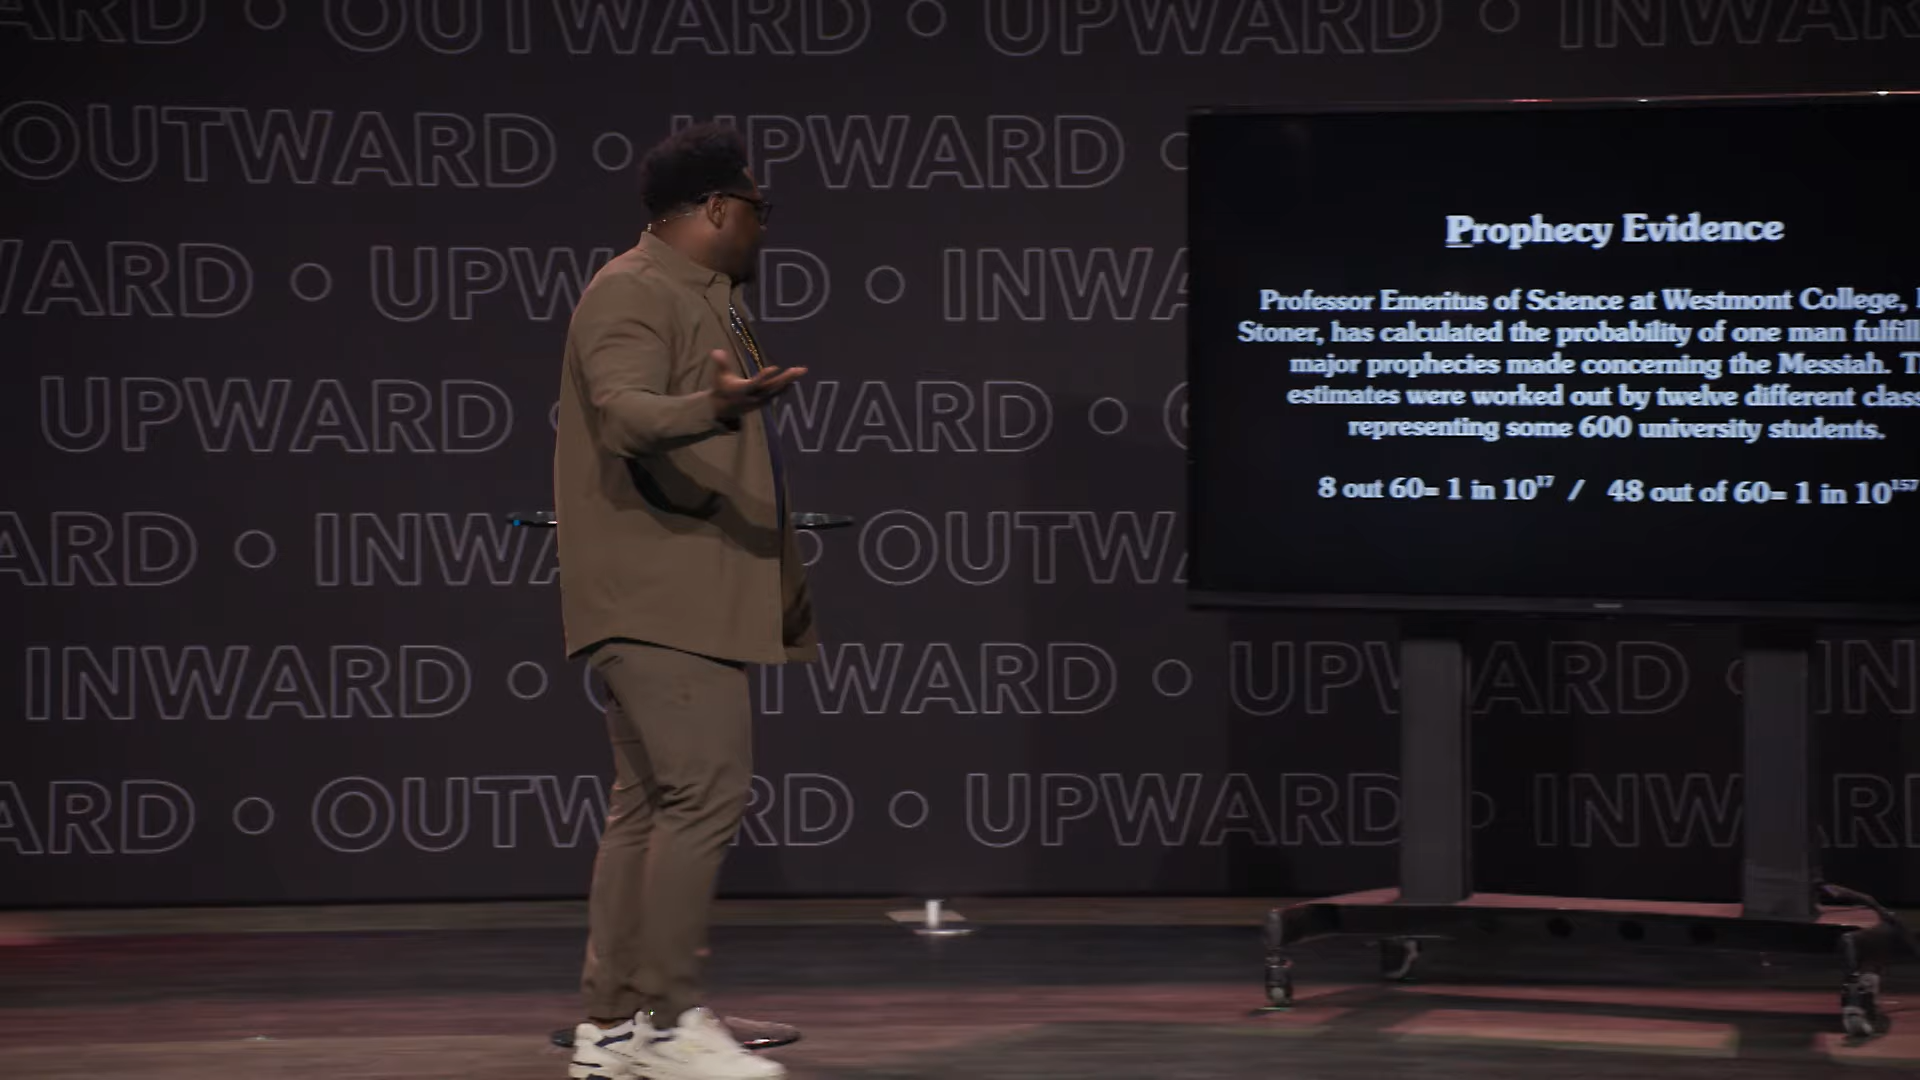 ARD • OUTWARD • UPWARD • INWAR
OUTWARD • UPWARD •
WARD • UPW D • INWA
UPWARD WARD •
ARD • INWA OUTW
INWARD • O TWARD • UPW ARD • IN
ARD • OUTW RD • UPWARD • INWARD
Prophecy Evidence
Professor Emeritus of Science at Westmont College,
Stoner, has calculated the probability of one man fulfill
major prophecies made concerning the Messiah. T
estimates were worked out by twelve different class
representing some 600 university students.
8 out 60= 1 in 10¹⁷ / 48 out of 60= 1 in 10¹⁵⁷